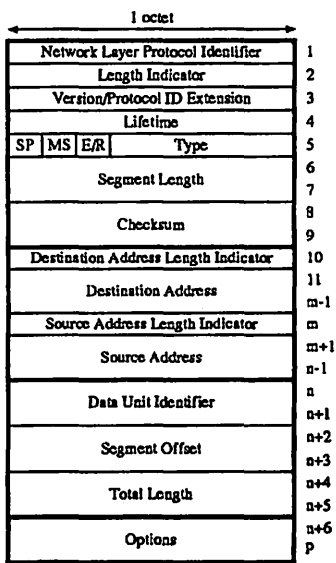 1 octet
Network Layer Protocol Identifier 1
Length Indicator 2
Version/Protocol ID Extension 3
Lifetime 4
SP MS E/R Type 5
6
Segment Length
7
8
Checksum
9
Destination Address Length Indicator 10
11
Destination Address
m-1
Source Address Length Indicator m
m+1
Source Address
n-1
n
Data Unit Identifier
n+1
n+2
Segment Offset
n+3
n+4
Total Length
n+5
n+6
Options
p